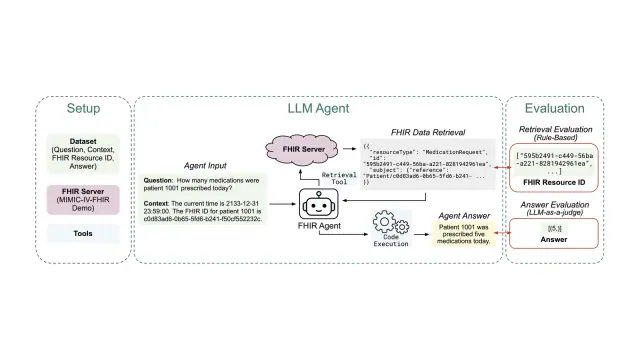 Setup
Dataset
(Question, Context,
FHIR Resource ID,
Answer)
FHIR Server
(MIMIC-IV-FHIR
Demo)
Tools
LLM Agent
Agent Input
Question: How many medications were
patient 1001 prescribed today?
Context: The current time is 2133-12-31
23:59:00. The FHIR ID for patient 1001 is
c0d83ad6-0b65-5fd6-b241-f50cf552232c.
FHIR Server
Retrieval
Tool
FHIR Agent
FHIR Data Retrieval
[{
"resourceType": "MedicationRequest",
"id":
"595b2491-c449-56ba-a221-8281942961ea",
"subject": {"reference":
"Patient/c0d83ad6-0b65-5fd6-b241- ...
}]
Code
Execution
Agent Answer
Patient 1001 was
prescribed five
medications today.
Evaluation
Retrieval Evaluation
(Rule-Based)
["595b2491-c449-56ba
-a221-8281942961ea",
...]
FHIR Resource ID
Answer Evaluation
(LLM-as-a-judge)
Answer